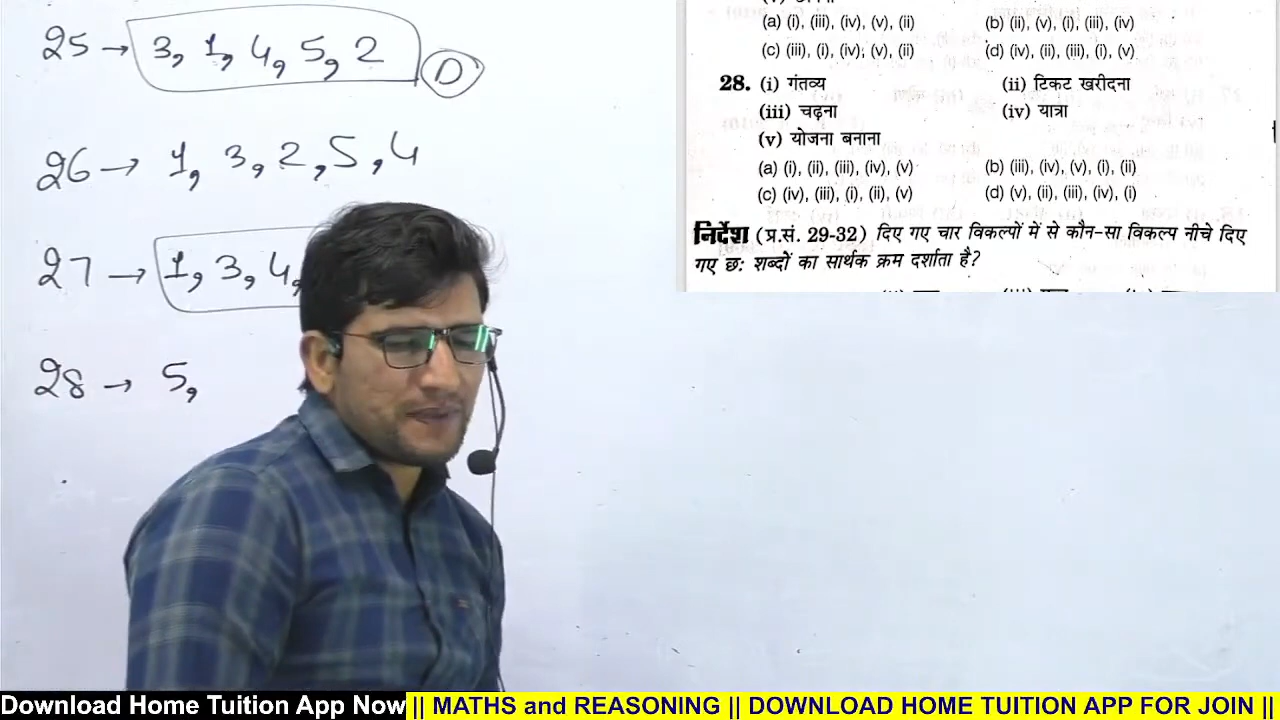 25 → 3, 1, 4, 5, 2 D
26 → 1, 3, 2, 5, 4
27 → 1, 3, 4,
28 → 5,
(a) (i), (iii), (iv), (v), (ii) (b) (ii), (v), (i), (iii), (iv)
(c) (iii), (i), (iv), (v), (ii) (d) (iv), (ii), (iii), (i), (v)
28. (i) गंतव्य (ii) टिकट खरीदना
(iii) चढ़ना (iv) यात्रा
(v) योजना बनाना
(a) (i), (ii), (iii), (iv), (v) (b) (iii), (iv), (v), (i), (ii)
(c) (iv), (iii), (i), (ii), (v) (d) (v), (ii), (iii), (iv), (i)
निर्देश (प्र.सं. 29-32) दिए गए चार विकल्पों में से कौन-सा विकल्प नीचे दिए
गए छः शब्दों का सार्थक क्रम दर्शाता है?
Download Home Tuition App Now || MATHS and REASONING || DOWNLOAD HOME TUITION APP FOR JOIN ||